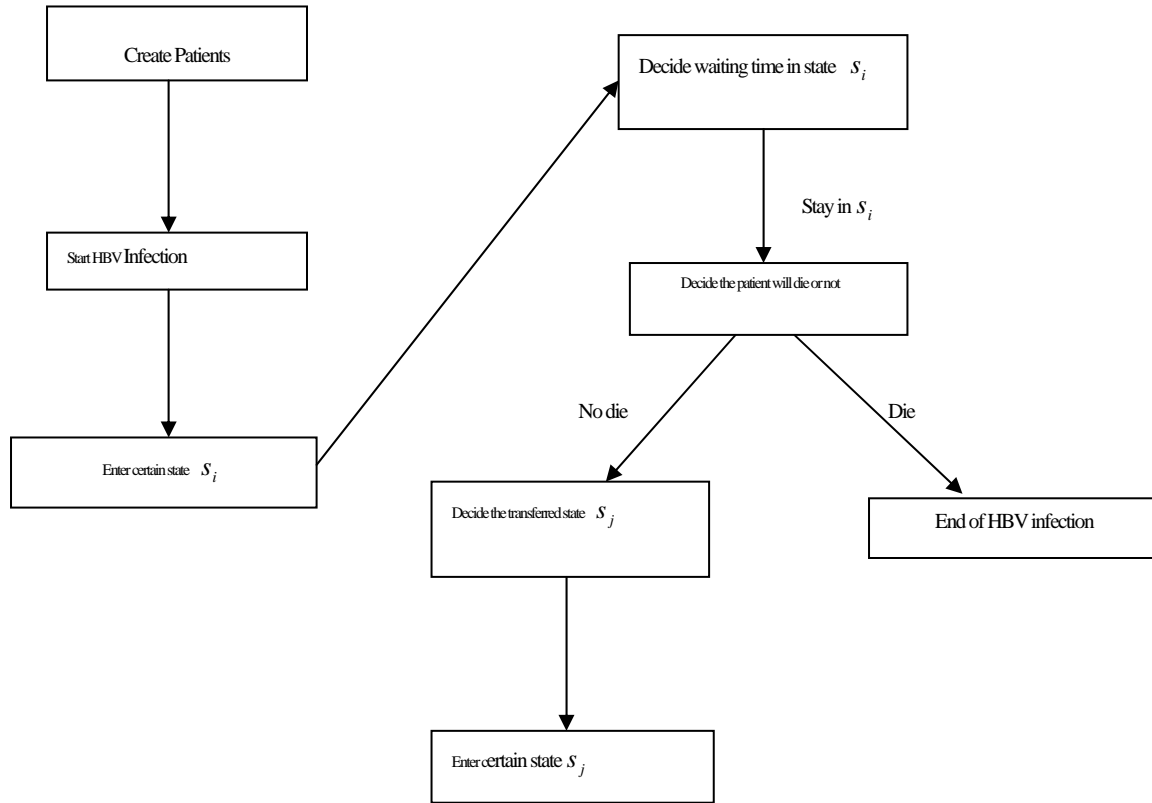 Create Patients
Start HBV Infection
Enter certain state s_i
Decide waiting time in state s_i
Stay in s_i
Decide the patient will die or not
No die
Die
Decide the transferred state s_j
End of HBV infection
Enter certain state s_j